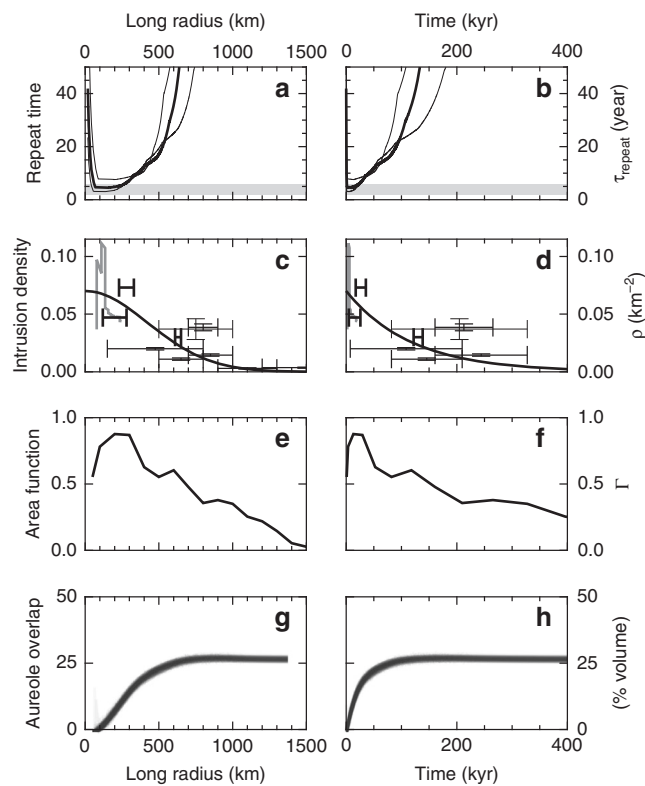 Long radius (km)
Time (kyr)
0 500 1000 1500
0 200 400
Repeat time
40
20
0
a
b
40
20
0
τrepeat (year)
Intrusion density
0.10
0.05
0.00
c
d
0.10
0.05
0.00
ρ (km−2)
Area function
1.0
0.5
0.0
e
f
1.0
0.5
0.0
Γ
Aureole overlap
50
25
0
g
h
50
25
0
(% volume)
0 500 1000 1500
0 200 400
Long radius (km)
Time (kyr)